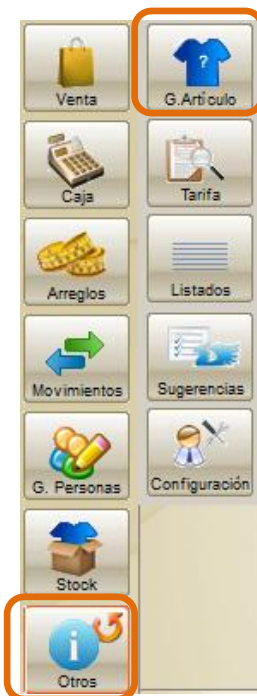 Venta
G.Artículo
?
Caja
Tarifa
Arreglos
Listados
Movimientos
Sugerencias
G. Personas
Configuración
Stock
i
Otros